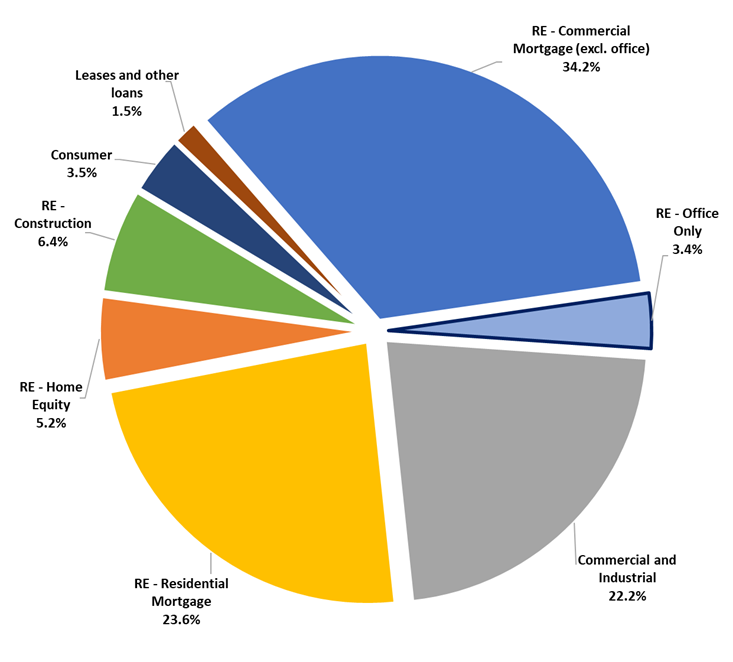 RE - Commercial
Mortgage (excl. office)
34.2%
RE - Office
Only
3.4%
Commercial and
Industrial
22.2%
RE - Residential
Mortgage
23.6%
RE - Home
Equity
5.2%
RE -
Construction
6.4%
Consumer
3.5%
Leases and other
loans
1.5%